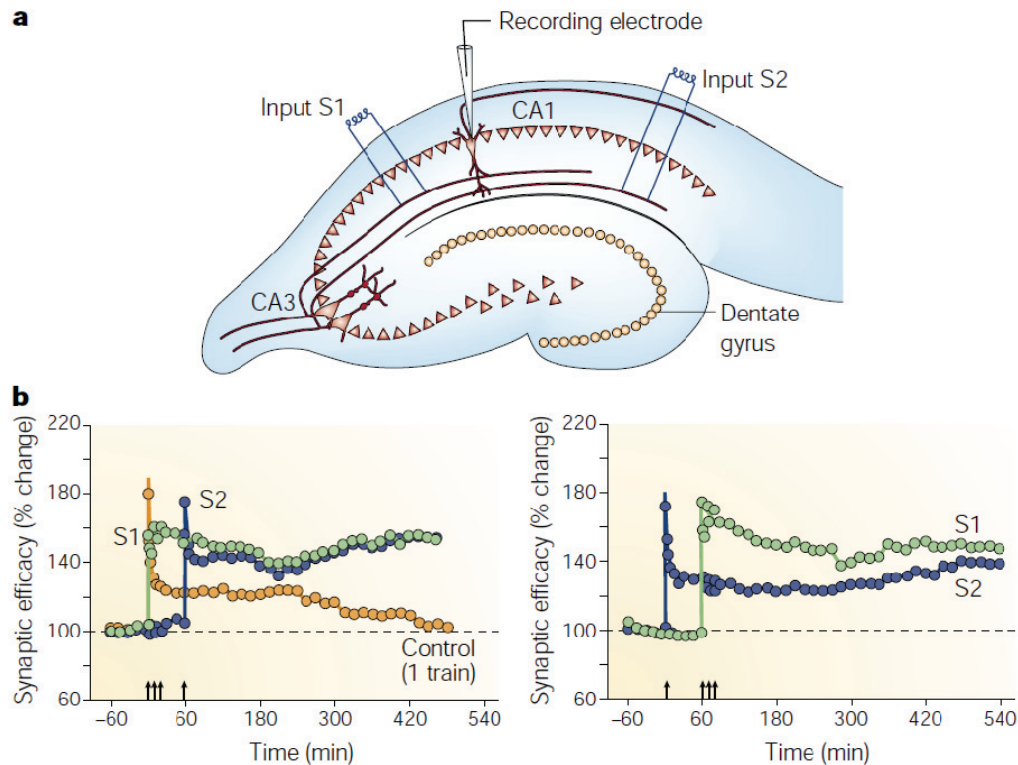 a
Recording electrode
Input S1
CA1
Input S2
CA3
Dentate
gyrus
b
Synaptic efficacy (% change)
220
180
140
100
60
S1
S2
Control
(1 train)
–60
60
180
300
420
540
Time (min)
Synaptic efficacy (% change)
220
180
140
100
60
S1
S2
–60
60
180
300
420
540
Time (min)